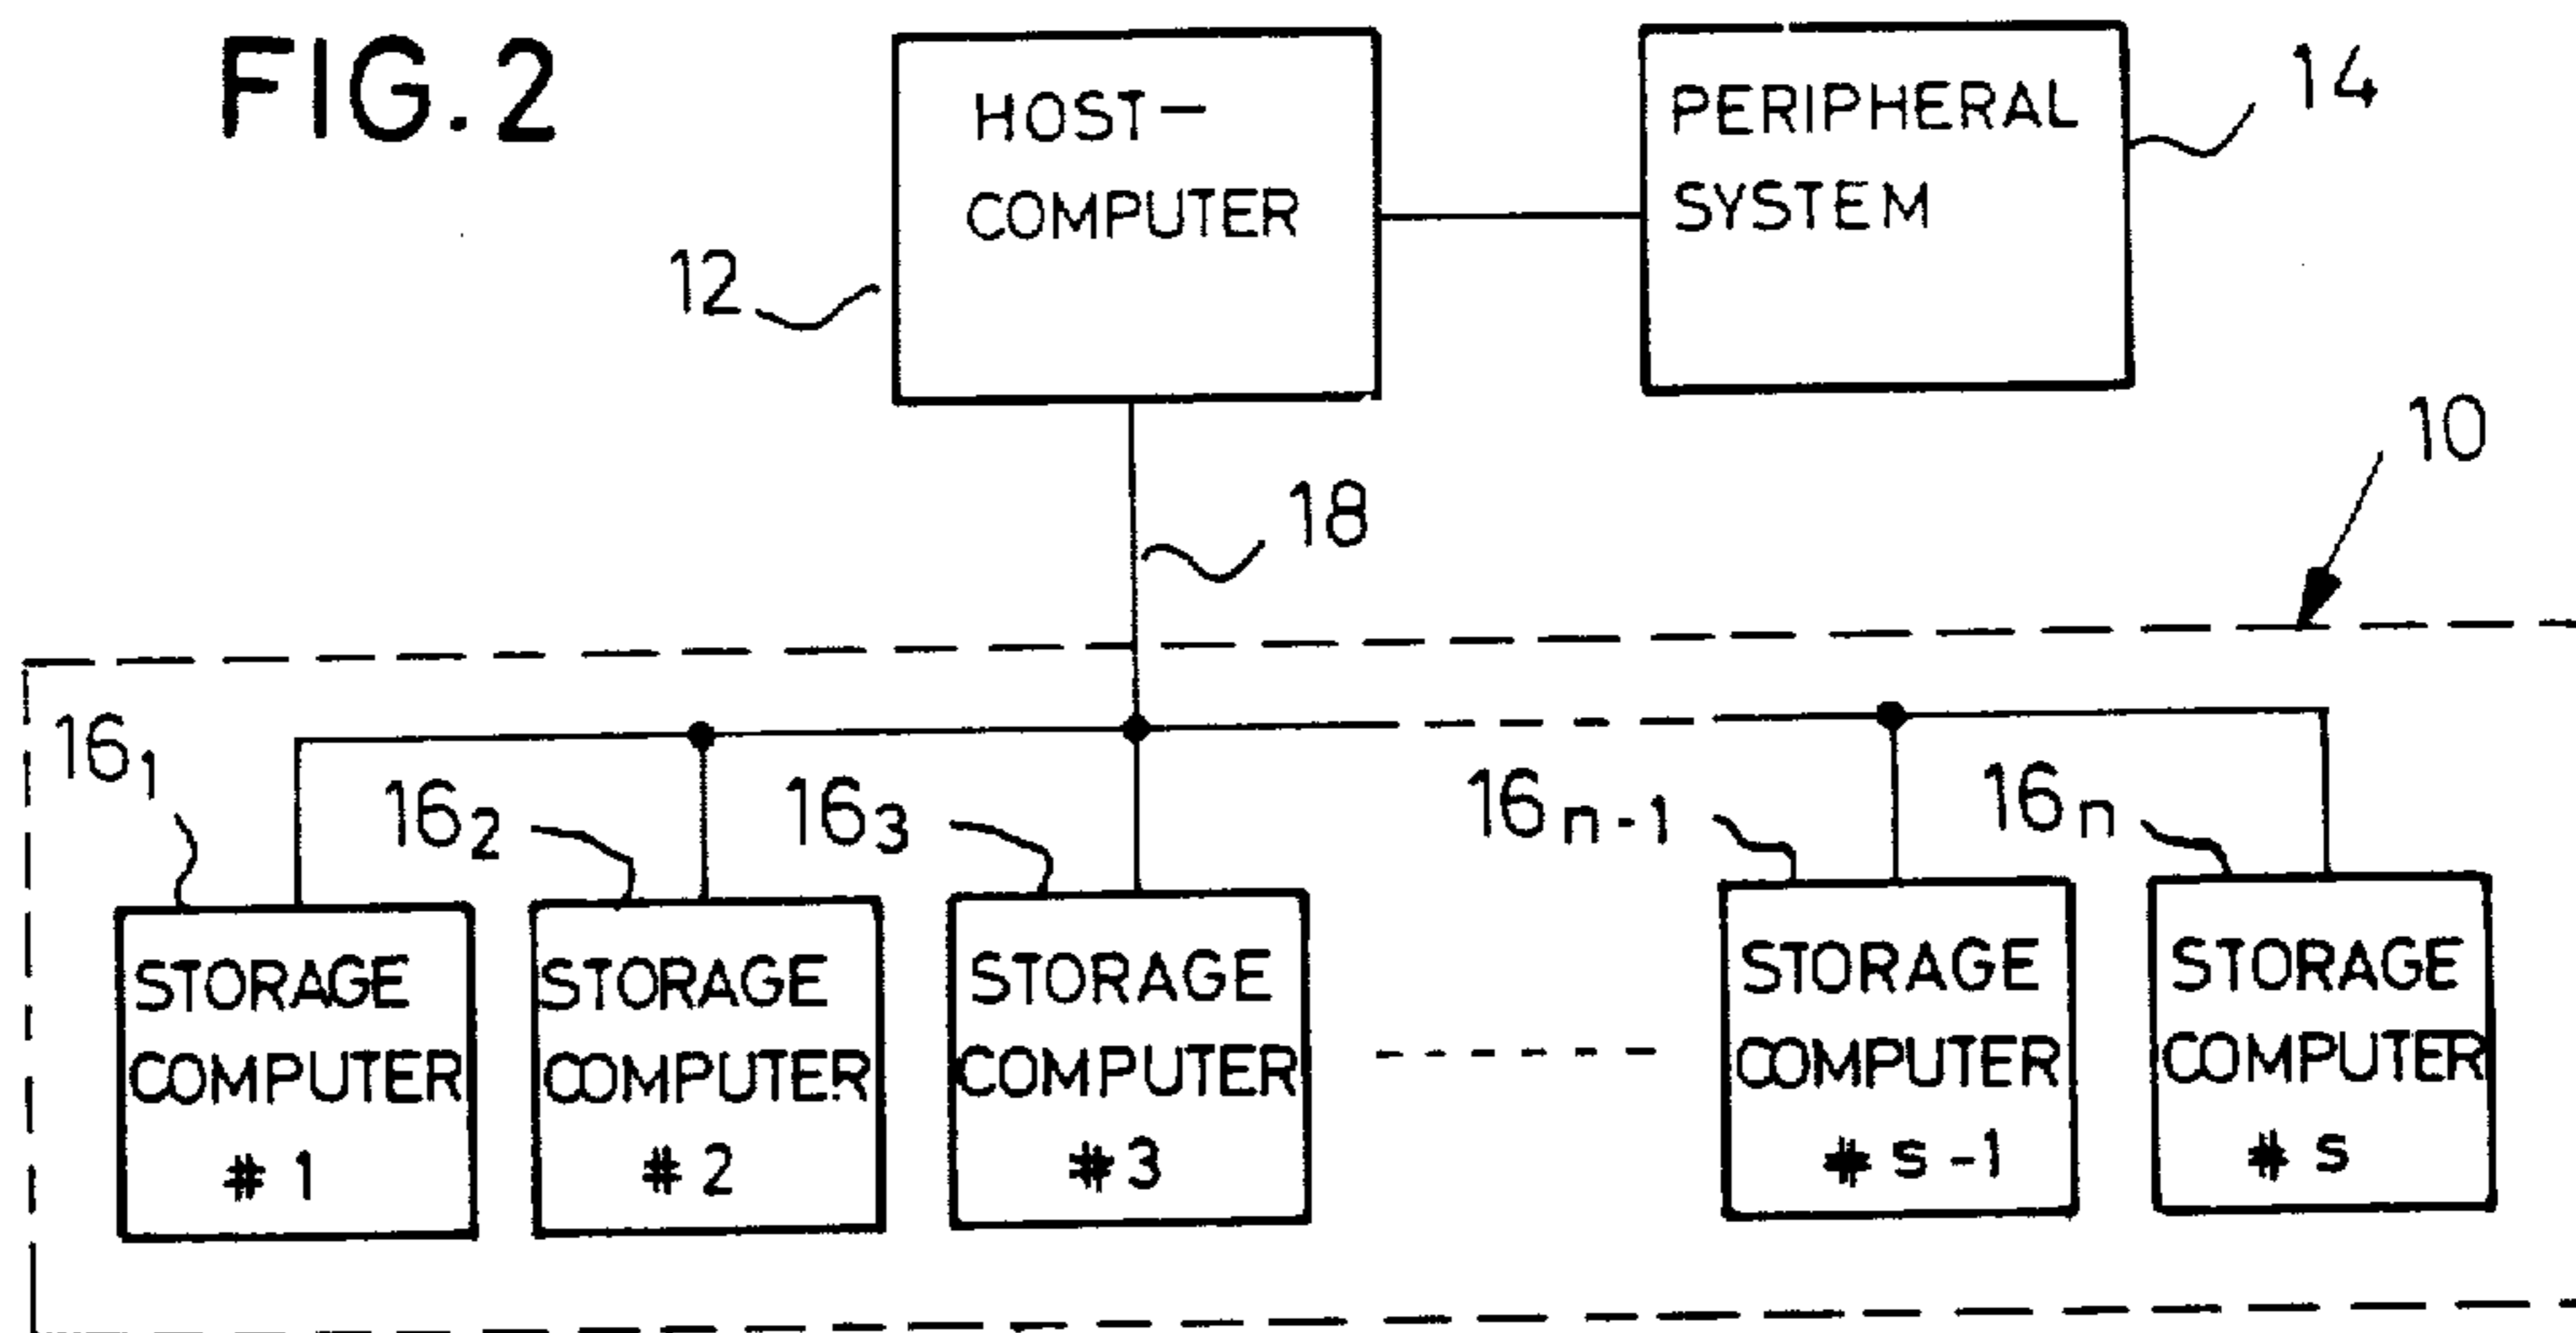 FIG. 2
HOST-
COMPUTER
PERIPHERAL
SYSTEM
14
12
10
18
16₁
16₂
16₃
16ₙ₋₁
16ₙ
STORAGE
COMPUTER
# 1
STORAGE
COMPUTER
# 2
STORAGE
COMPUTER
# 3
STORAGE
COMPUTER
# s-1
STORAGE
COMPUTER
# s